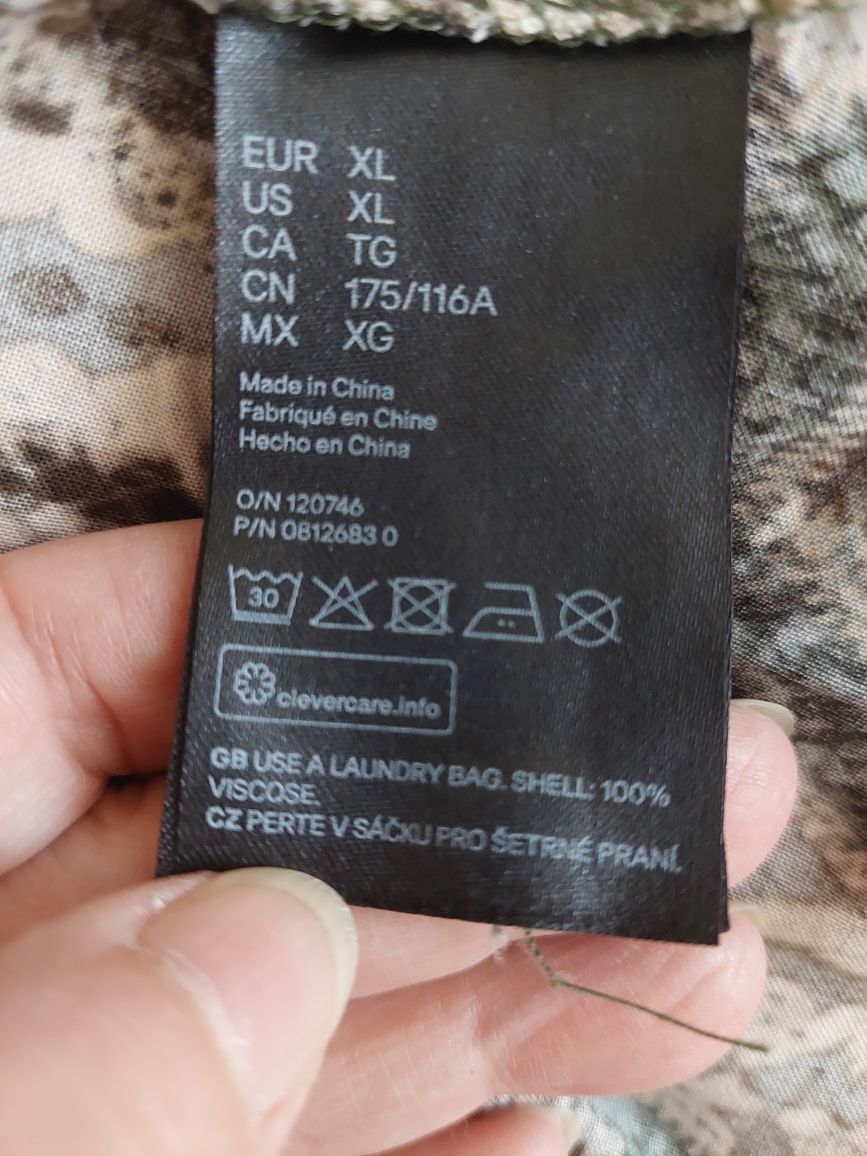 EUR XL
US XL
CA TG
CN 175/116A
MX XG
Made in China
Fabriqué en Chine
Hecho en China
O/N 120746
P/N 0812683 0
30
clevercare.info
GB USE A LAUNDRY BAG. SHELL: 100%
VISCOSE.
CZ PERTE V SÁČKU PRO ŠETRNÉ PRANÍ.